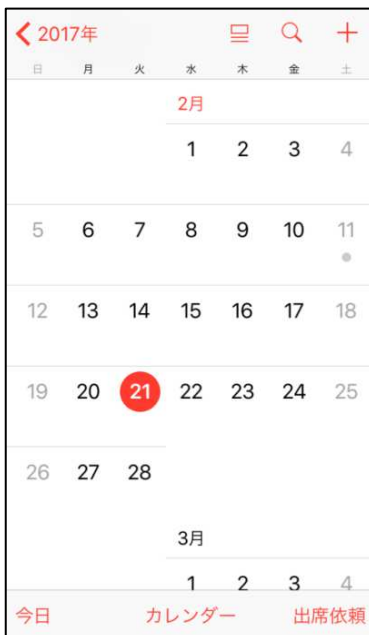 2017年
日 月 火 水 木 金 土
2月
1 2 3 4
5 6 7 8 9 10 11
12 13 14 15 16 17 18
19 20 21 22 23 24 25
26 27 28
3月
1 2 3 4
今日 カレンダー 出席依頼